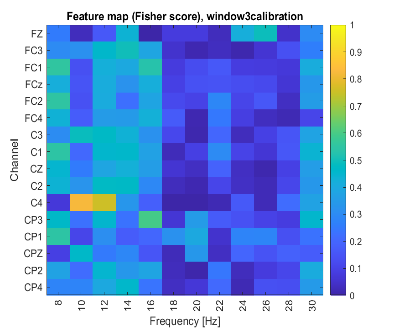 Feature map (Fisher score), window3calibration
Channel
FZ
FC3
FC1
FCz
FC2
FC4
C3
C1
CZ
C2
C4
CP3
CP1
CPZ
CP2
CP4
8 10 12 14 16 18 20 22 24 26 28 30
Frequency [Hz]
1
0.9
0.8
0.7
0.6
0.5
0.4
0.3
0.2
0.1
0